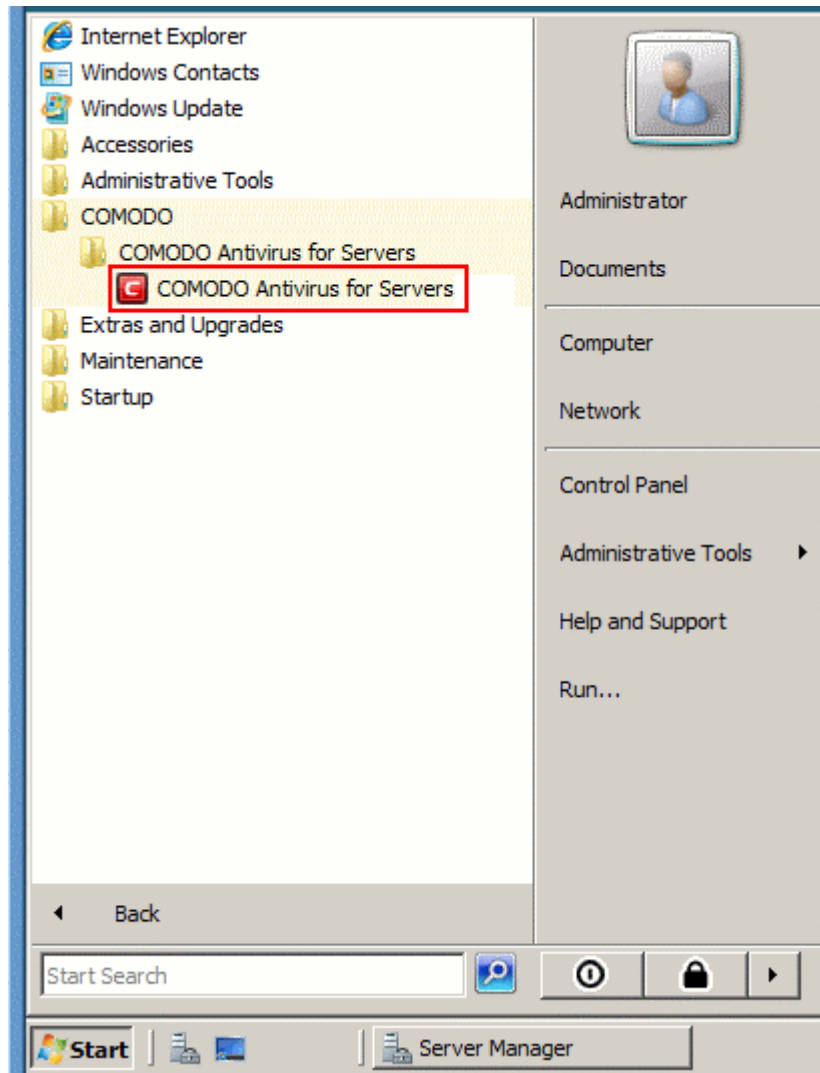 Internet Explorer
Windows Contacts
Windows Update
Accessories
Administrative Tools
COMODO
COMODO Antivirus for Servers
COMODO Antivirus for Servers
Extras and Upgrades
Maintenance
Startup
Back
Start Search
Administrator
Documents
Computer
Network
Control Panel
Administrative Tools
Help and Support
Run...
Start
Server Manager